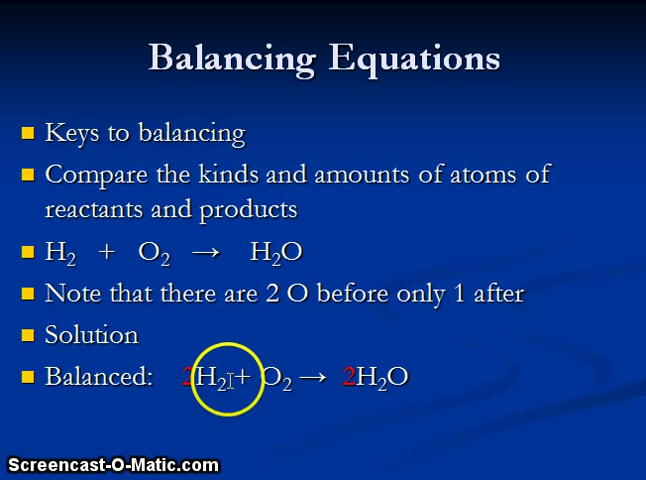 Balancing Equations
Keys to balancing
Compare the kinds and amounts of atoms of
reactants and products
H₂ + O₂ → H₂O
Note that there are 2 O before only 1 after
Solution
Balanced: 2H₂+ O₂ → 2H₂O
Screencast-O-Matic.com